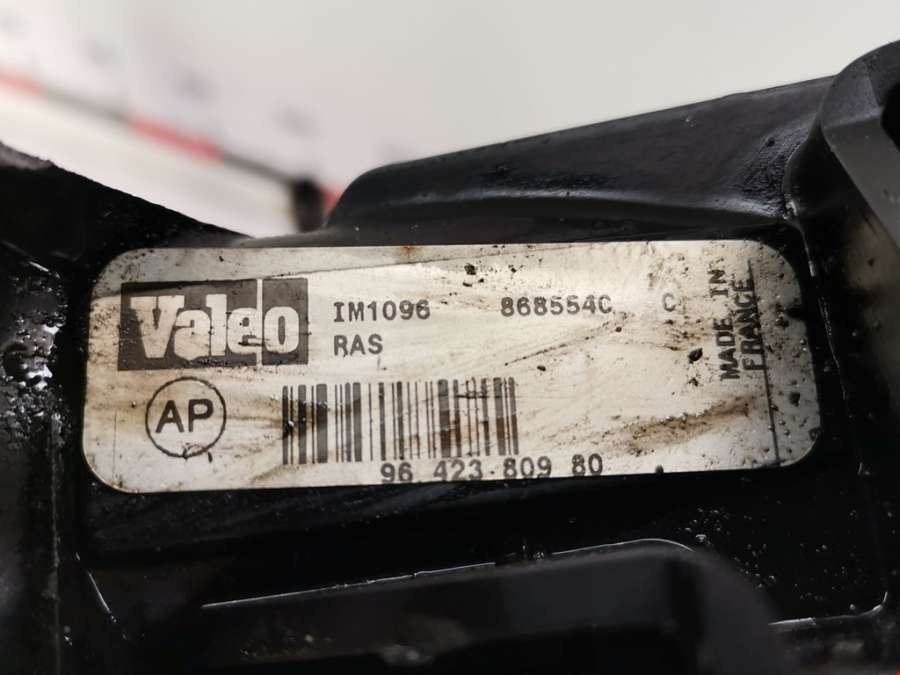 Valeo
IM1096 868554C C
RAS
AP
96 423 809 80
MADE IN
FRANCE